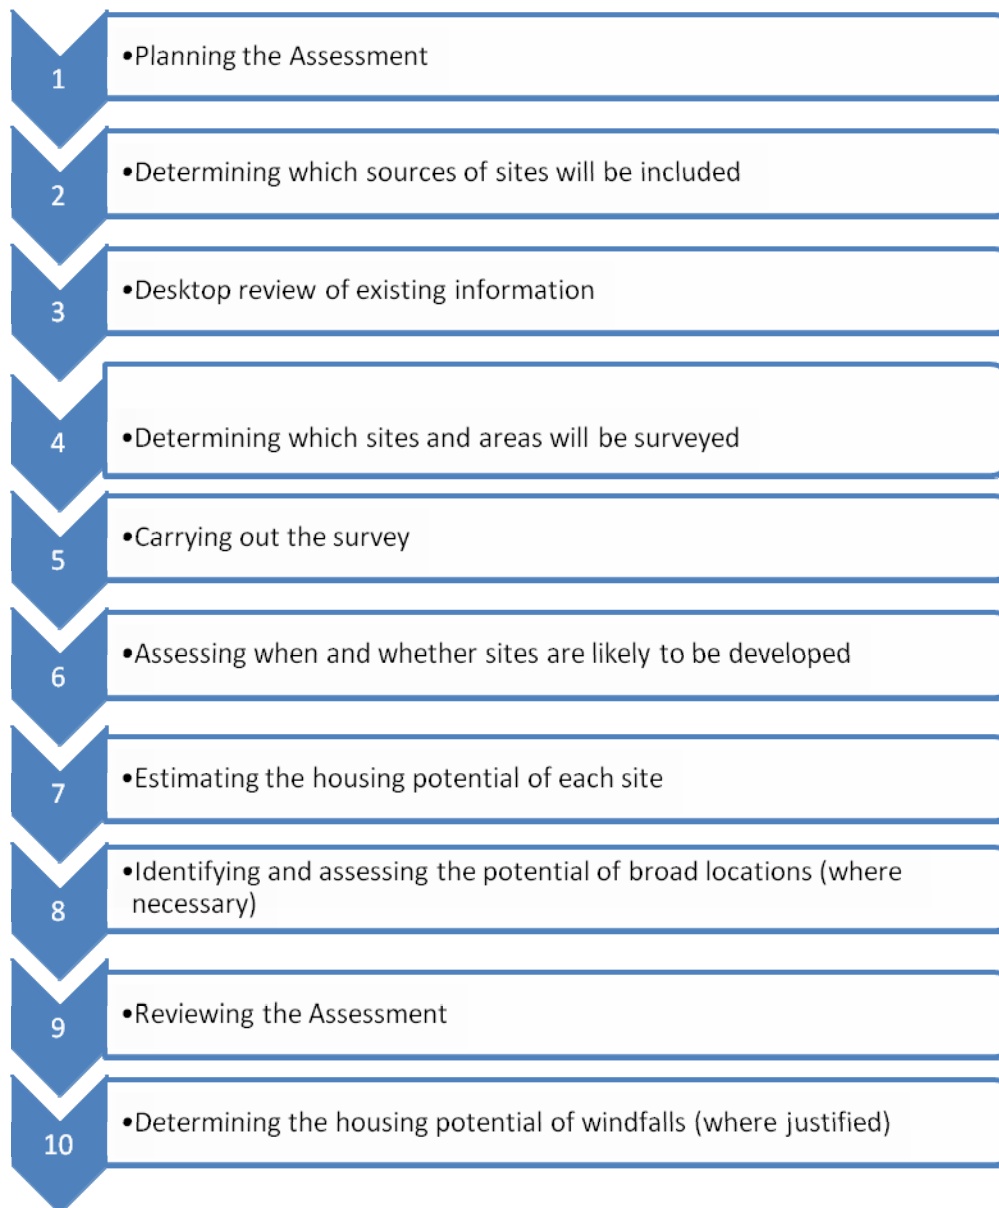 1
•Planning the Assessment
2
•Determining which sources of sites will be included
3
•Desktop review of existing information
4
•Determining which sites and areas will be surveyed
5
•Carrying out the survey
6
•Assessing when and whether sites are likely to be developed
7
•Estimating the housing potential of each site
8
•Identifying and assessing the potential of broad locations (where
necessary)
9
•Reviewing the Assessment
10
•Determining the housing potential of windfalls (where justified)